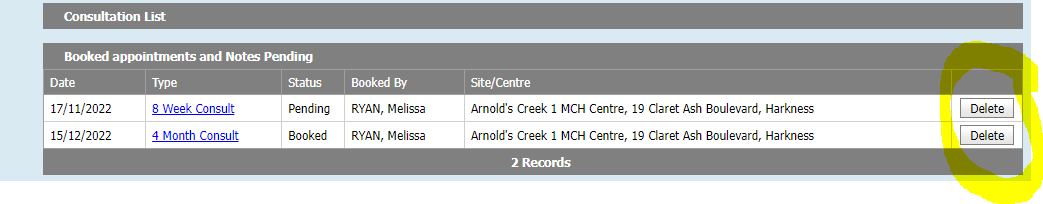 Consultation List
Booked appointments and Notes Pending
Date Type Status Booked By Site/Centre
17/11/2022 8 Week Consult Pending RYAN, Melissa Arnold's Creek 1 MCH Centre, 19 Claret Ash Boulevard, Harkness Delete
15/12/2022 4 Month Consult Booked RYAN, Melissa Arnold's Creek 1 MCH Centre, 19 Claret Ash Boulevard, Harkness Delete
2 Records